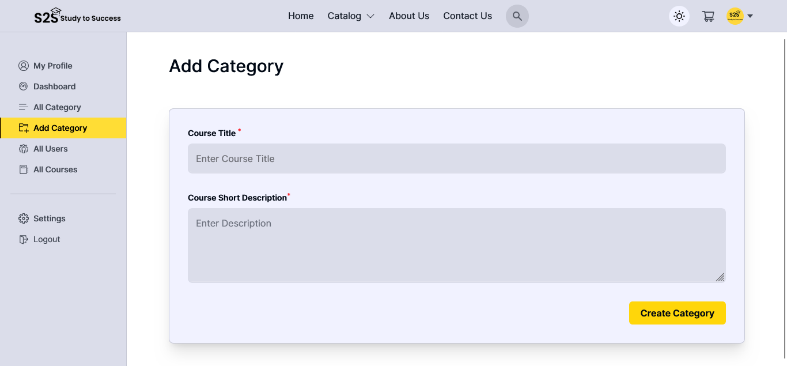 S2S Study to Success
Home Catalog About Us Contact Us
S2S
My Profile
Dashboard
All Category
Add Category
All Users
All Courses
Settings
Logout
Add Category
Course Title *
Enter Course Title
Course Short Description*
Enter Description
Create Category